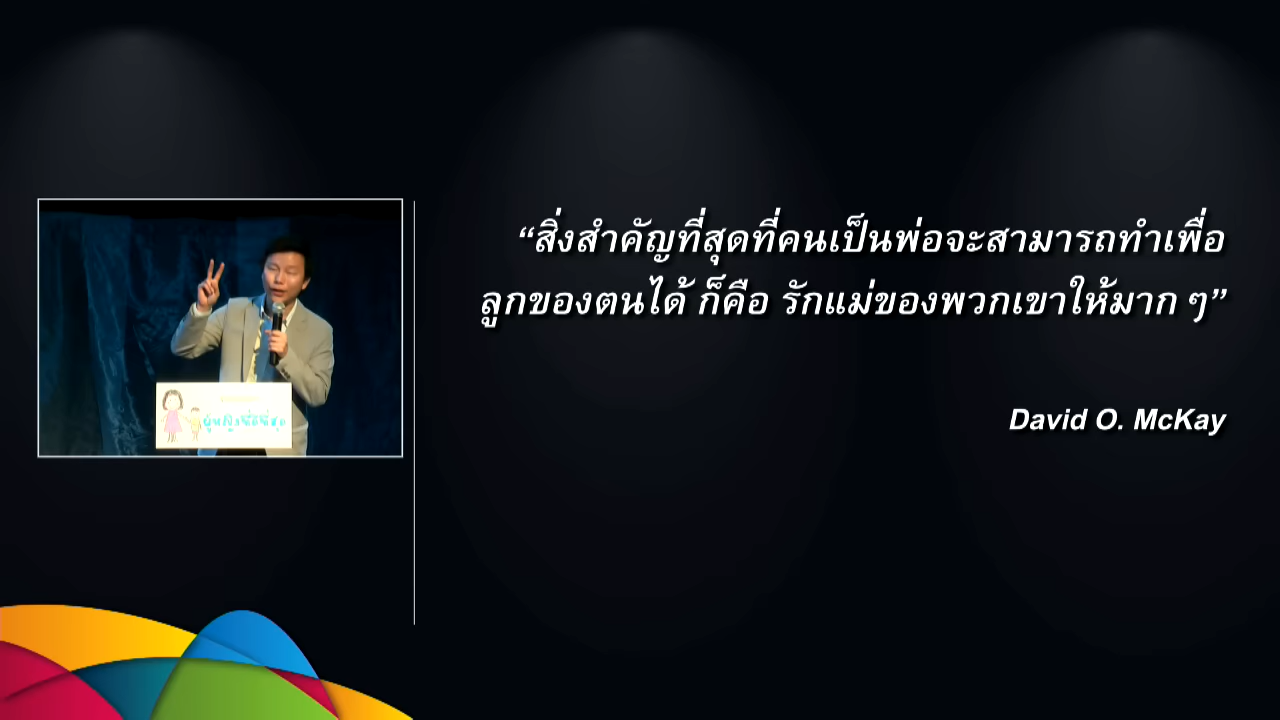 “สิ่งสำคัญที่สุดที่คนเป็นพ่อจะสามารถทำเพื่อ
ลูกของตนได้ ก็คือ รักแม่ของพวกเขาให้มาก ๆ”
David O. McKay